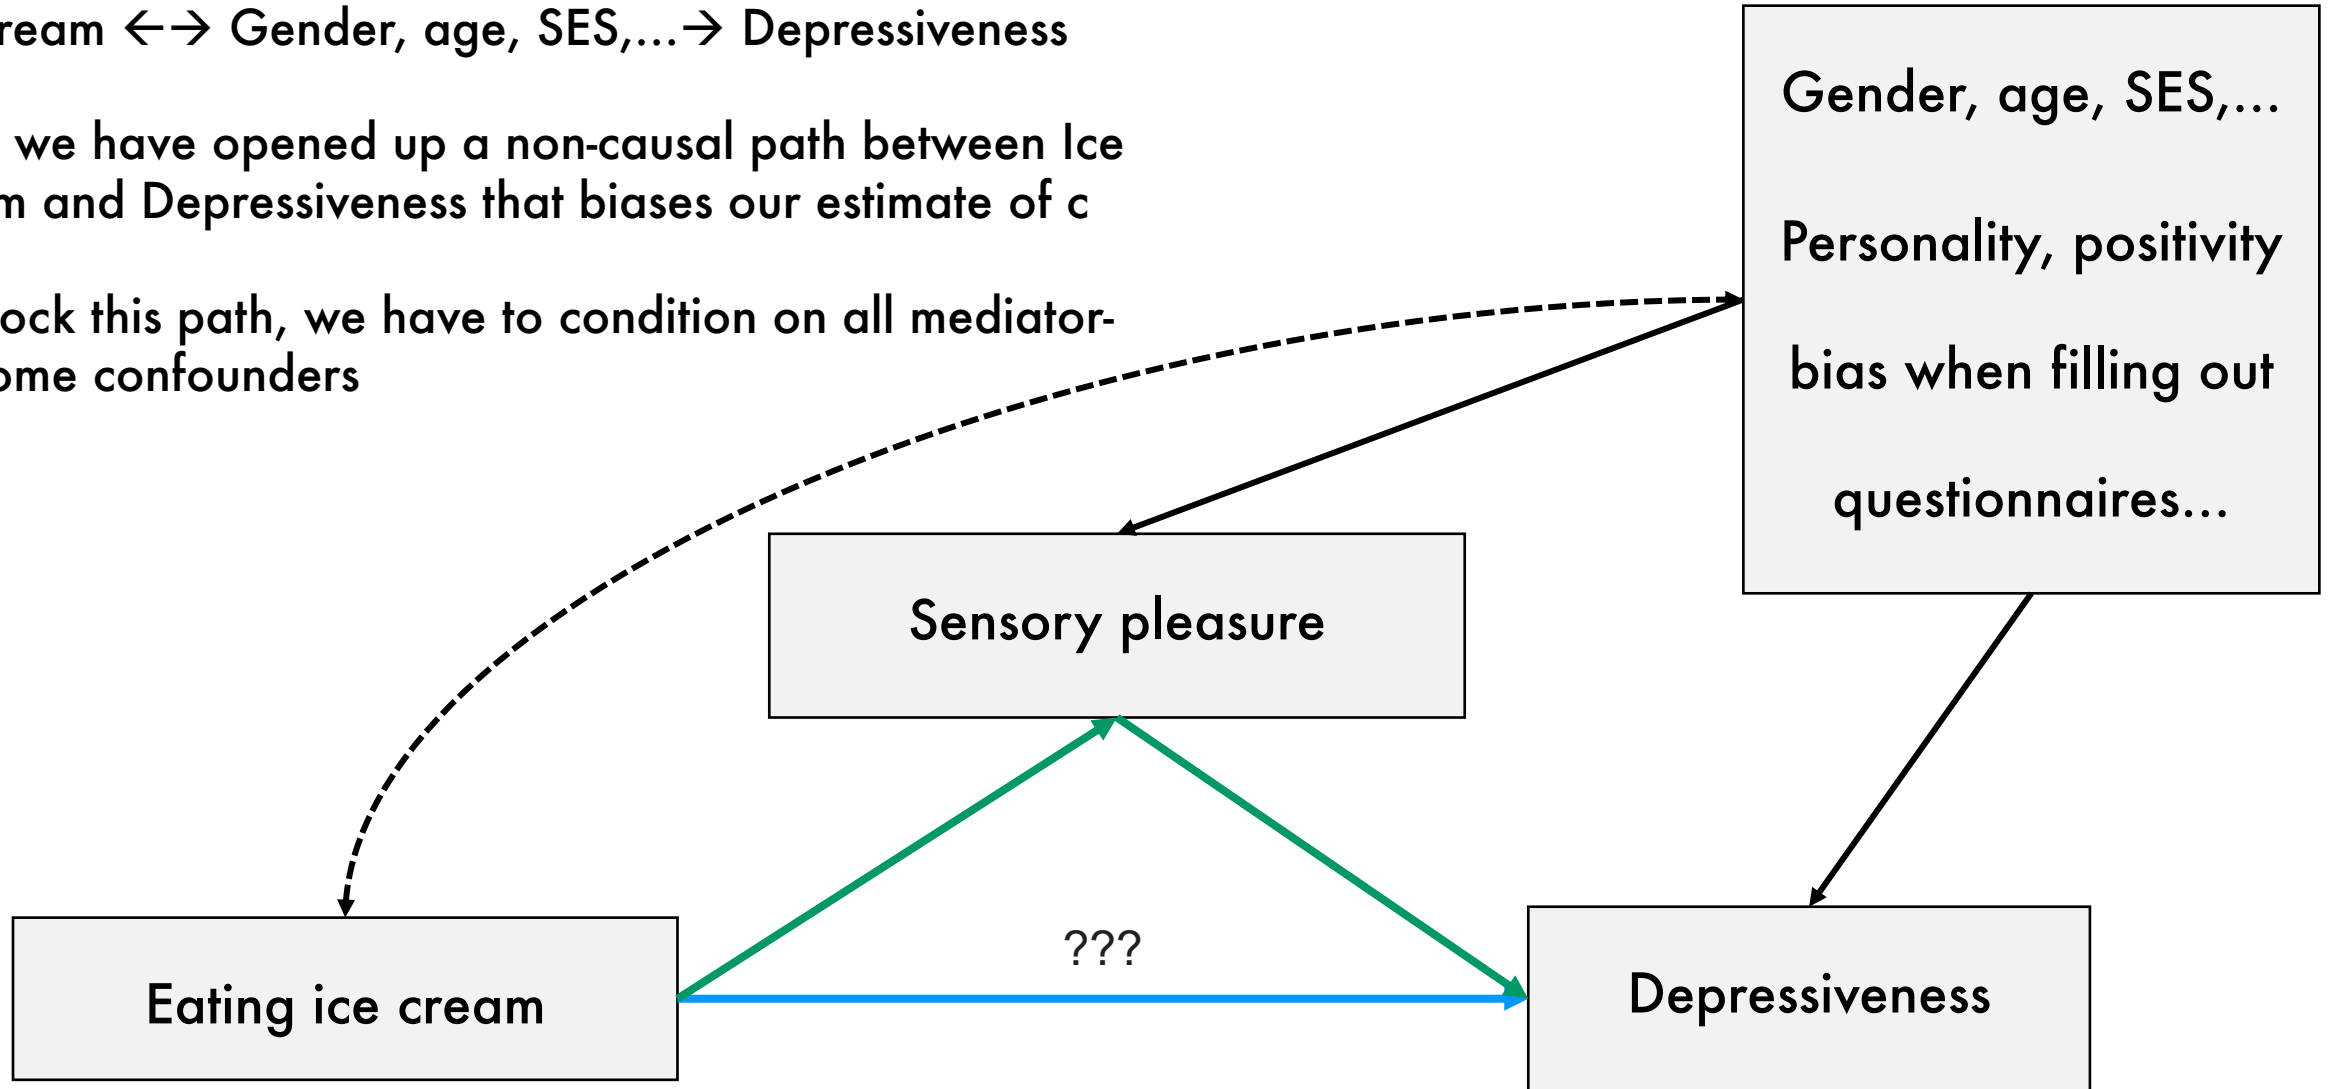 ream ←→ Gender, age, SES,...→ Depressiveness
we have opened up a non-causal path between Ice
m and Depressiveness that biases our estimate of c
ock this path, we have to condition on all mediator-
ome confounders
Gender, age, SES,...
Personality, positivity
bias when filling out
questionnaires...
Sensory pleasure
???
Eating ice cream
Depressiveness